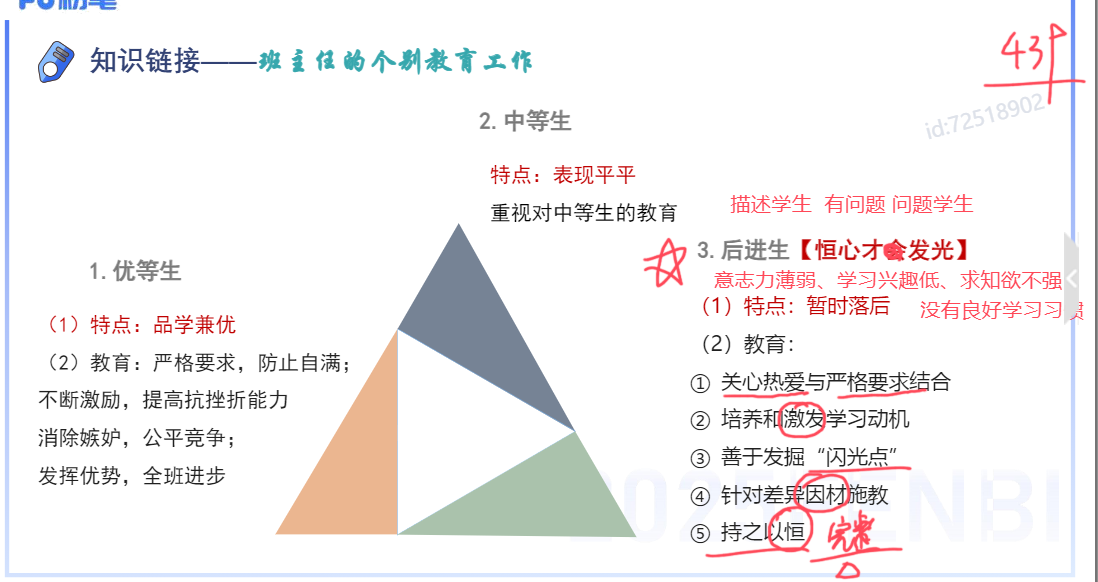 粉笔
知识链接——班主任的个别教育工作
43
id:72518902
2. 中等生
特点：表现平平
重视对中等生的教育
描述学生 有问题 问题学生
1. 优等生
（1）特点：品学兼优
（2）教育：严格要求，防止自满；
不断激励，提高抗挫折能力
消除嫉妒，公平竞争；
发挥优势，全班进步
3. 后进生【恒心才会发光】
意志力薄弱、学习兴趣低、求知欲不强
（1）特点：暂时落后
没有良好学习习惯
（2）教育：
① 关心热爱与严格要求结合
② 培养和激发学习动机
③ 善于发掘“闪光点”
④ 针对差异因材施教
⑤ 持之以恒